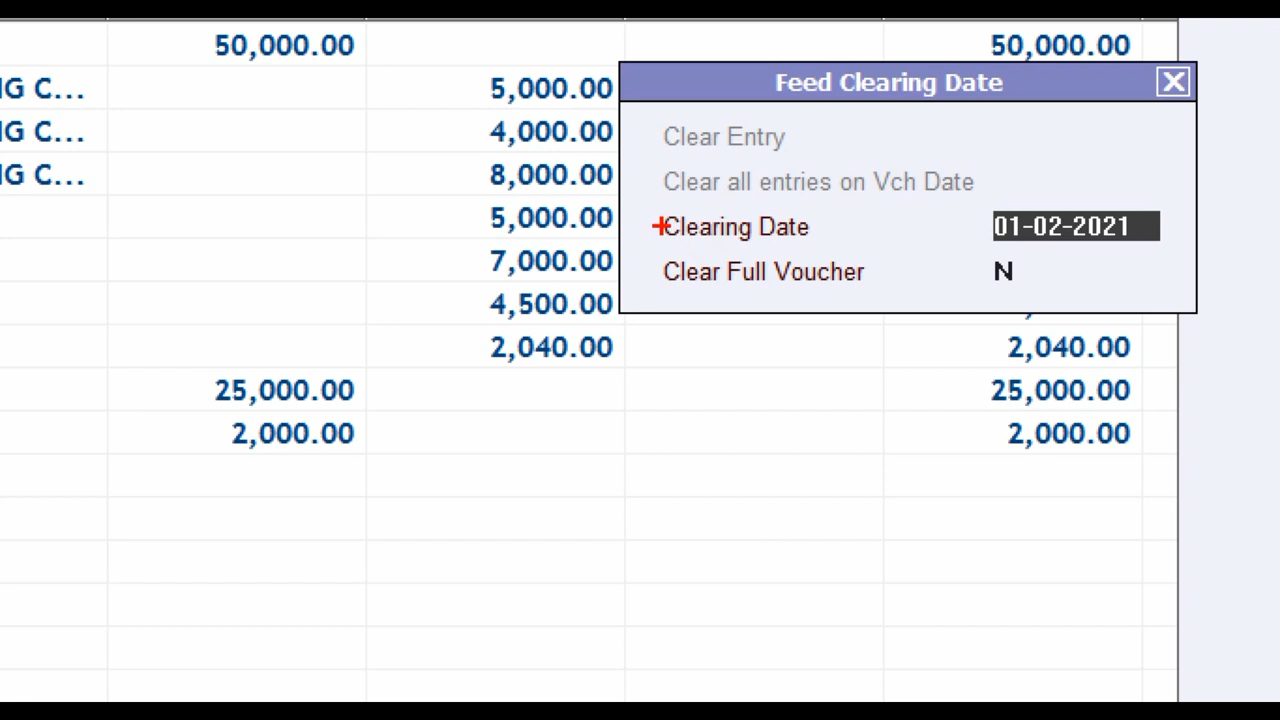 50,000.00 50,000.00
Feed Clearing Date
IG C... 5,000.00
Clear Entry
IG C... 4,000.00
IG C... 8,000.00
Clear all entries on Vch Date
5,000.00
Clearing Date 01-02-2021
7,000.00
Clear Full Voucher N
4,500.00
2,040.00 2,040.00
25,000.00 25,000.00
2,000.00 2,000.00